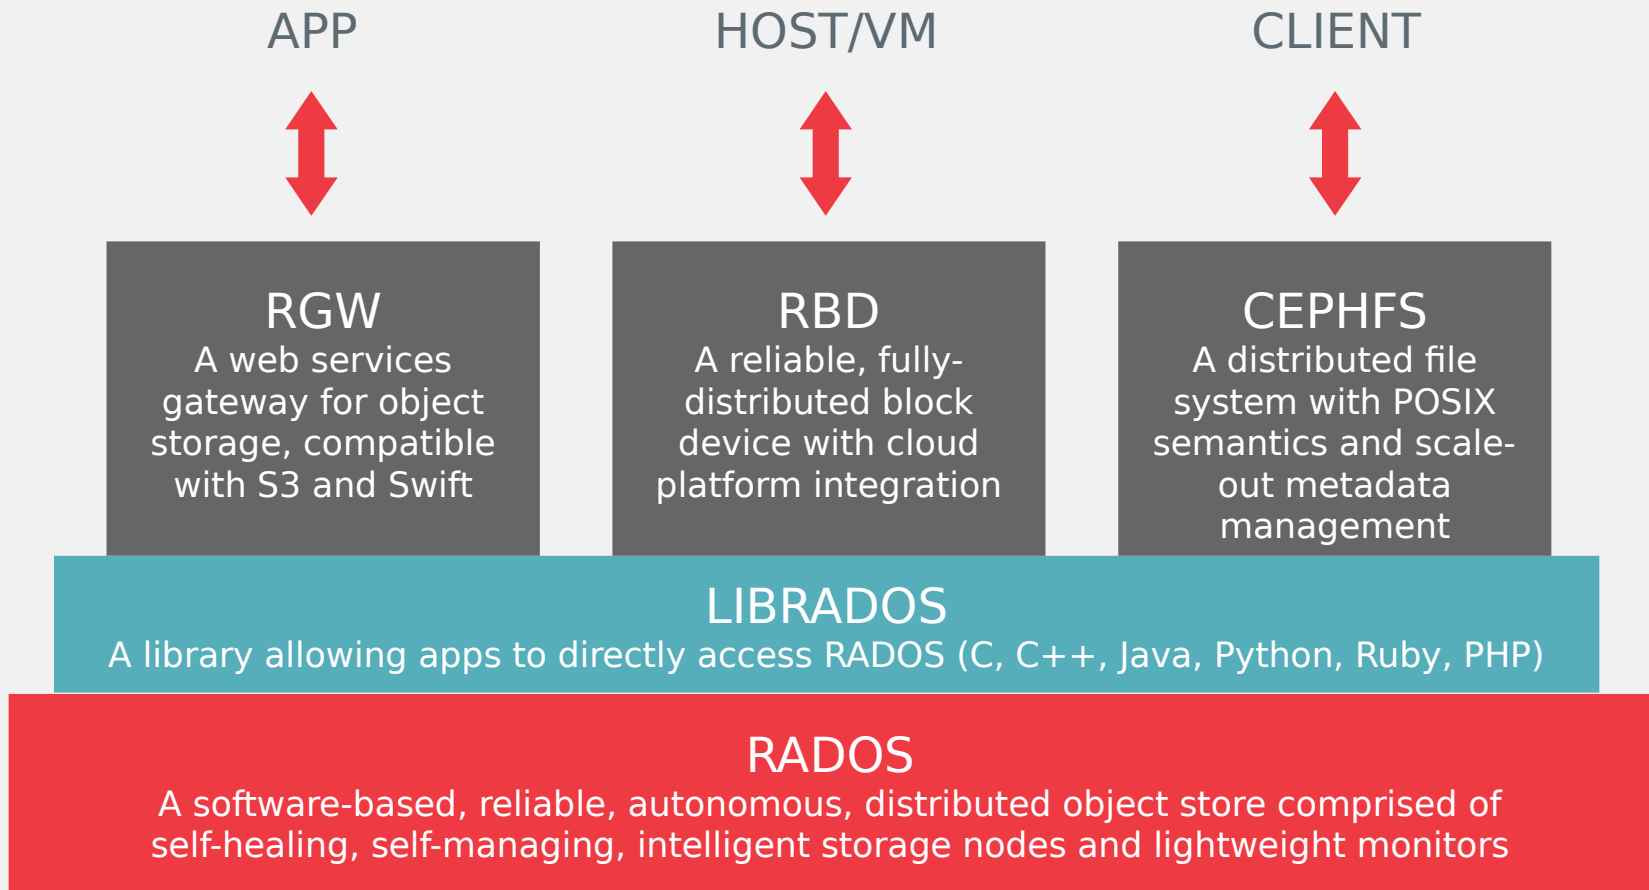 APP
HOST/VM
CLIENT
RGW
A web services
gateway for object
storage, compatible
with S3 and Swift
RBD
A reliable, fully-
distributed block
device with cloud
platform integration
CEPHFS
A distributed file
system with POSIX
semantics and scale-
out metadata
management
LIBRADOS
A library allowing apps to directly access RADOS (C, C++, Java, Python, Ruby, PHP)
RADOS
A software-based, reliable, autonomous, distributed object store comprised of
self-healing, self-managing, intelligent storage nodes and lightweight monitors